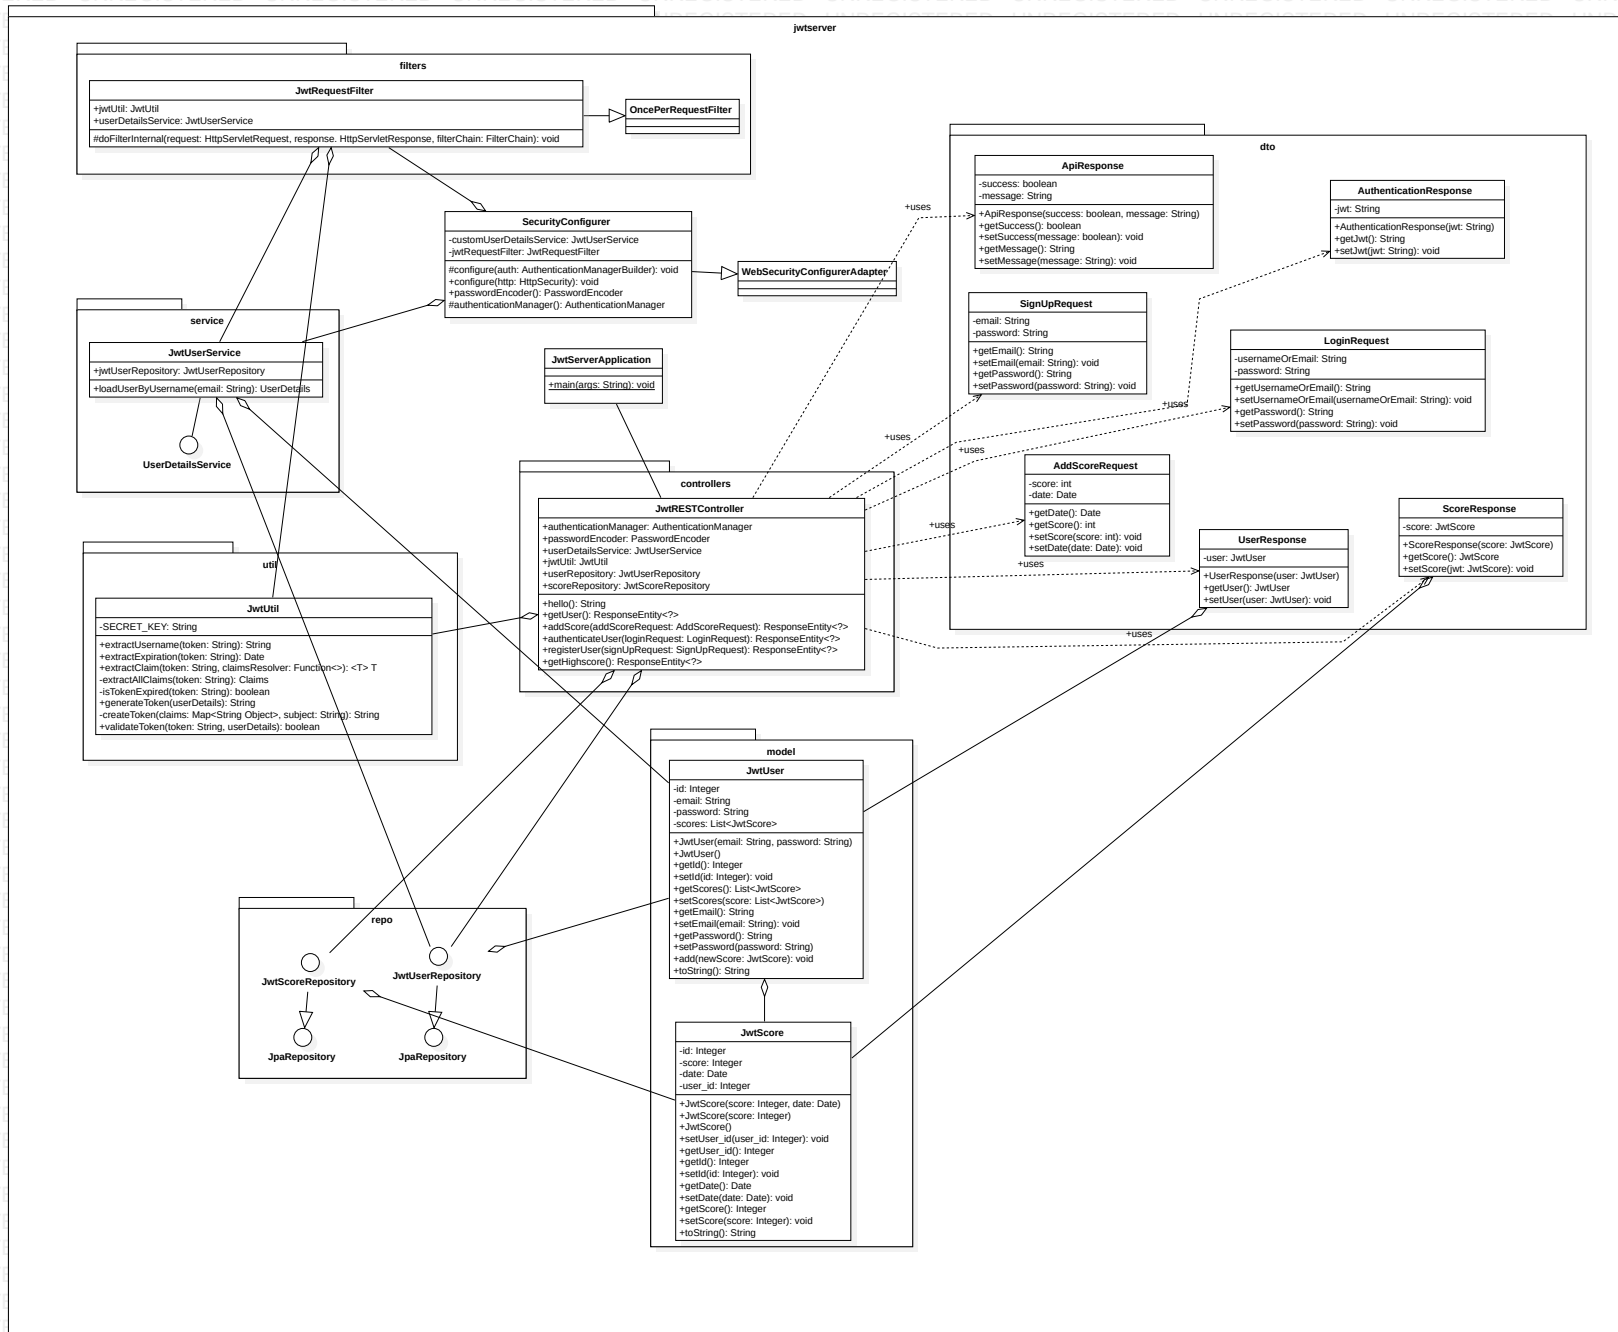 jwtserver
filters
JwtRequestFilter
+jwtUtil: JwtUtil
+userDetailsService: JwtUserService
#doFilterInternal(request: HttpServletRequest, response. HttpServletResponse, filterChain: FilterChain): void
OncePerRequestFilter
SecurityConfigurer
-customUserDetailsService: JwtUserService
-jwtRequestFilter: JwtRequestFilter
#configure(auth: AuthenticationManagerBuilder): void
+configure(http: HttpSecurity): void
+passwordEncoder(): PasswordEncoder
#authenticationManager(): AuthenticationManager
WebSecurityConfigurerAdapter
service
JwtUserService
+jwtUserRepository: JwtUserRepository
+loadUserByUsername(email: String): UserDetails
UserDetailsService
JwtServerApplication
+main(args: String): void
dto
ApiResponse
-success: boolean
-message: String
+ApiResponse(success: boolean, message: String)
+getSuccess(): boolean
+setSuccess(message: boolean): void
+getMessage(): String
+setMessage(message: String): void
AuthenticationResponse
-jwt: String
+AuthenticationResponse(jwt: String)
+getJwt(): String
+setJwt(jwt: String): void
SignUpRequest
-email: String
-password: String
+getEmail(): String
+setEmail(email: String): void
+getPassword(): String
+setPassword(password: String): void
LoginRequest
-usernameOrEmail: String
-password: String
+getUsernameOrEmail(): String
+setUsernameOrEmail(usernameOrEmail: String): void
+getPassword(): String
+setPassword(password: String): void
AddScoreRequest
-score: int
-date: Date
+getDate(): Date
+getScore(): int
+setScore(score: int): void
+setDate(date: Date): void
UserResponse
-user: JwtUser
+UserResponse(user: JwtUser)
+getUser(): JwtUser
+setUser(user: JwtUser): void
ScoreResponse
-score: JwtScore
+ScoreResponse(score: JwtScore)
+getScore(): JwtScore
+setScore(jwt: JwtScore): void
+uses
+uses
+uses
+uses
+uses
+uses
+uses
controllers
JwtRESTController
+authenticationManager: AuthenticationManager
+passwordEncoder: PasswordEncoder
+userDetailsService: JwtUserService
+jwtUtil: JwtUtil
+userRepository: JwtUserRepository
+scoreRepository: JwtScoreRepository
+hello(): String
+getUser(): ResponseEntity<?>
+addScore(addScoreRequest: AddScoreRequest): ResponseEntity<?>
+authenticateUser(loginRequest: LoginRequest): ResponseEntity<?>
+registerUser(signUpRequest: SignUpRequest): ResponseEntity<?>
+getHighscore(): ResponseEntity<?>
util
JwtUtil
-SECRET_KEY: String
+extractUsername(token: String): String
+extractExpiration(token: String): Date
+extractClaim(token: String, claimsResolver: Function<>): <T> T
-extractAllClaims(token: String): Claims
-isTokenExpired(token: String): boolean
+generateToken(userDetails): String
-createToken(claims: Map<String Object>, subject: String): String
+validateToken(token: String, userDetails): boolean
model
JwtUser
-id: Integer
-email: String
-password: String
-scores: List<JwtScore>
+JwtUser(email: String, password: String)
+JwtUser()
+getId(): Integer
+setId(id: Integer): void
+getScores(): List<JwtScore>
+setScores(score: List<JwtScore>)
+getEmail(): String
+setEmail(email: String): void
+getPassword(): String
+setPassword(password: String)
+add(newScore: JwtScore): void
+toString(): String
repo
JwtScoreRepository
JwtUserRepository
JpaRepository
JpaRepository
JwtScore
-id: Integer
-score: Integer
-date: Date
-user_id: Integer
+JwtScore(score: Integer, date: Date)
+JwtScore(score: Integer)
+JwtScore()
+setUser_id(user_id: Integer): void
+getUser_id(): Integer
+getId(): Integer
+setId(id: Integer): void
+getDate(): Date
+setDate(date: Date): void
+getScore(): Integer
+setScore(score: Integer): void
+toString(): String